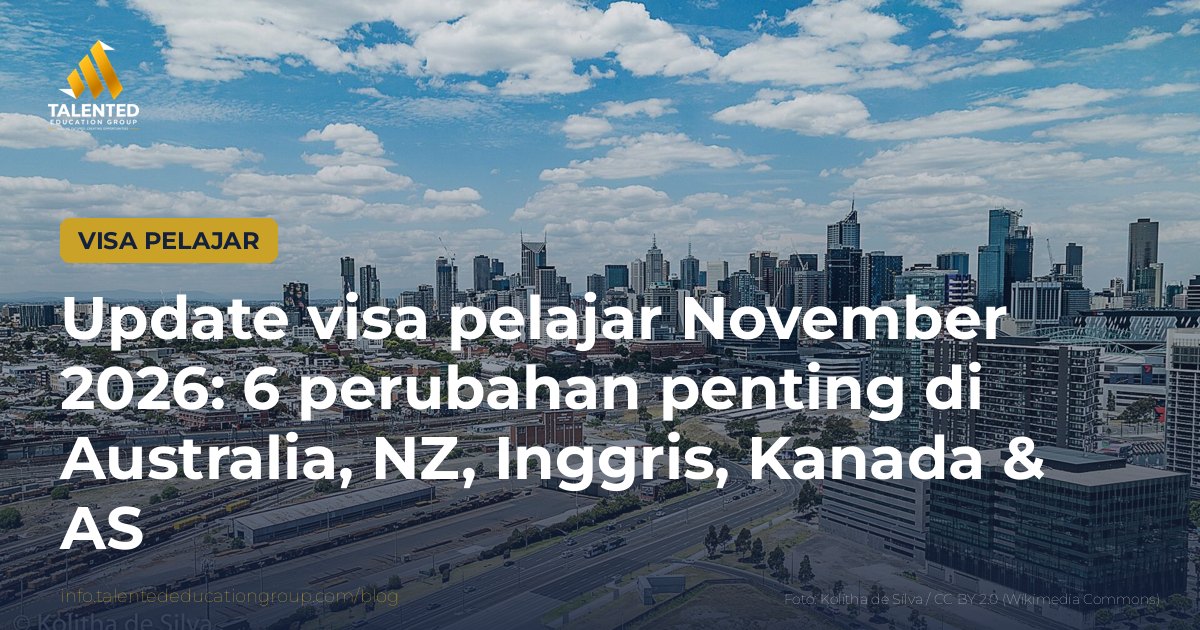 TALENTED
EDUCATION GROUP
VISA PELAJAR
Update visa pelajar November
2026: 6 perubahan penting di
Australia, NZ, Inggris, Kanada &
AS
info.talentededucationgroup.com/blog
Foto: Kolitha de Silva / CC BY 2.0 (Wikimedia Commons)
© Kolitha de Silva